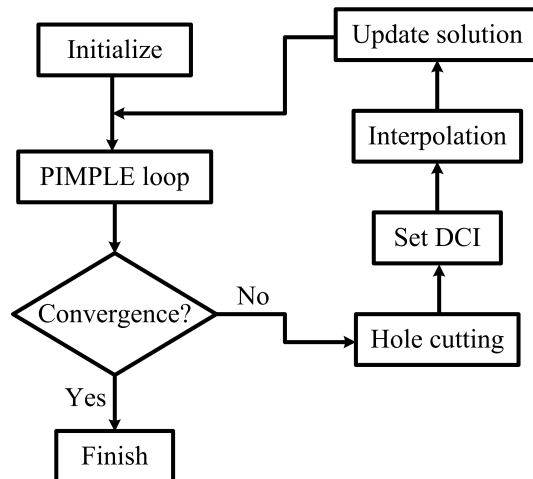 Initialize
Update solution
Interpolation
PIMPLE loop
Set DCI
Convergence?
No
Hole cutting
Yes
Finish